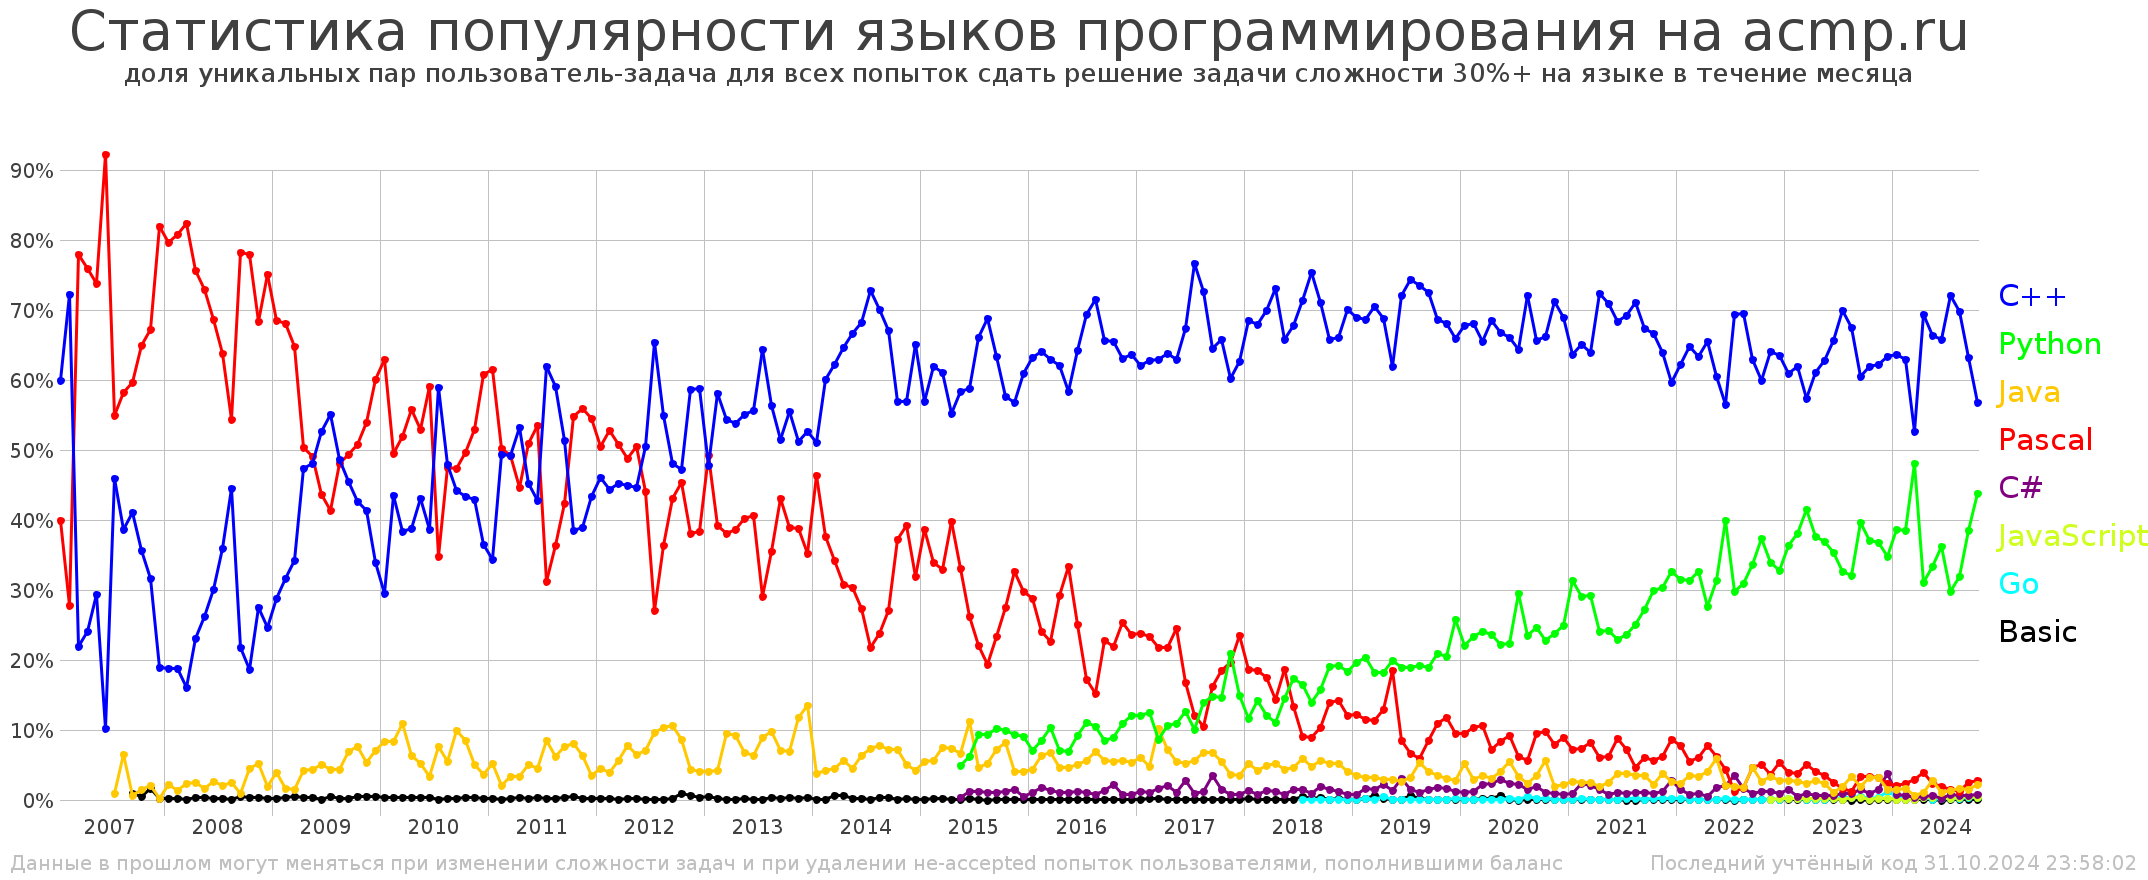 Статистика популярности языков программирования на acmp.ru
доля уникальных пар пользователь-задача для всех попыток сдать решение задачи сложности 30%+ на языке в течение месяца
90%
80%
70%
60%
50%
40%
30%
20%
10%
0%
C++
Python
Java
Pascal
C#
JavaScript
Go
Basic
2007 2008 2009 2010 2011 2012 2013 2014 2015 2016 2017 2018 2019 2020 2021 2022 2023 2024
Данные в прошлом могут меняться при изменении сложности задач и при удалении не-accepted попыток пользователями, пополнившими баланс
Последний учтённый код 31.10.2024 23:58:02